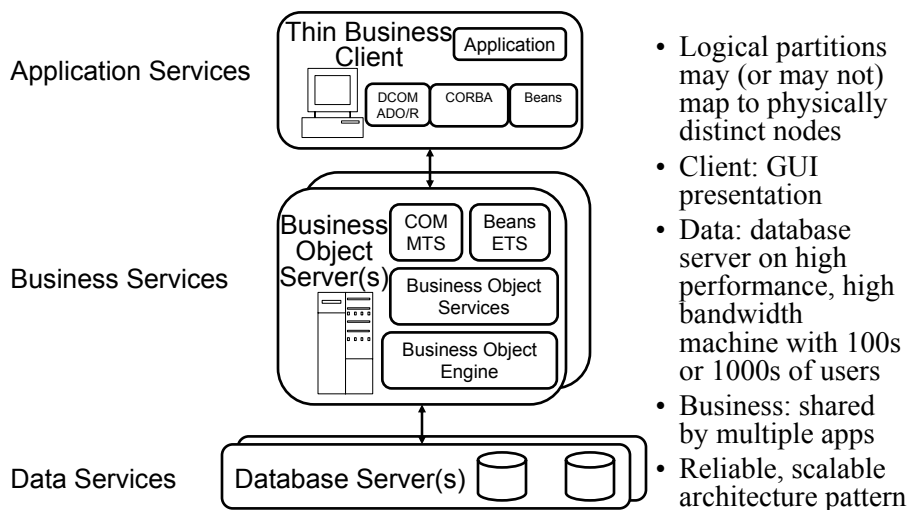 Application Services
Thin Business
Client
Application
DCOM
ADO/R
CORBA
Beans
Business Services
Business
Object
Server(s)
COM
MTS
Beans
ETS
Business Object
Services
Business Object
Engine
Data Services
Database Server(s)
• Logical partitions
may (or may not)
map to physically
distinct nodes
• Client: GUI
presentation
• Data: database
server on high
performance, high
bandwidth
machine with 100s
or 1000s of users
• Business: shared
by multiple apps
• Reliable, scalable
architecture pattern